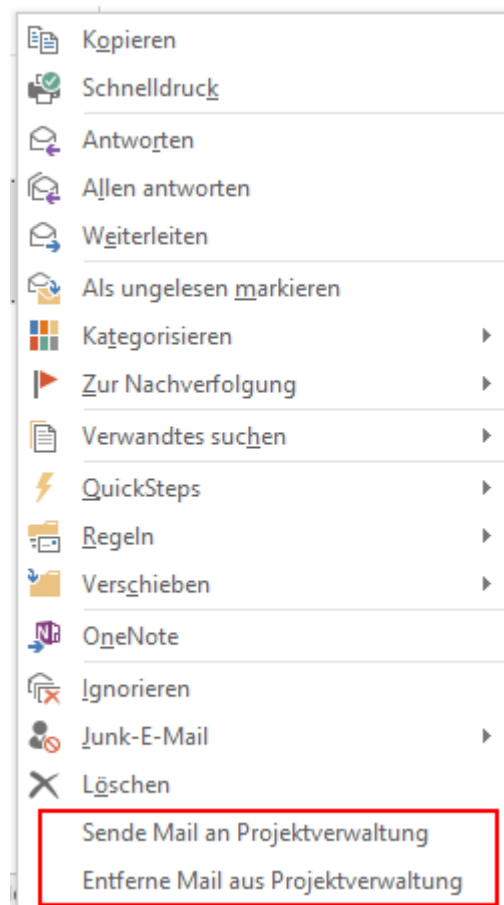 Kopieren
Schnelldruck
Antworten
Allen antworten
Weiterleiten
Als ungelesen markieren
Kategorisieren
Zur Nachverfolgung
Verwandtes suchen
QuickSteps
Regeln
Verschieben
OneNote
Ignorieren
Junk-E-Mail
Löschen
Sende Mail an Projektverwaltung
Entferne Mail aus Projektverwaltung